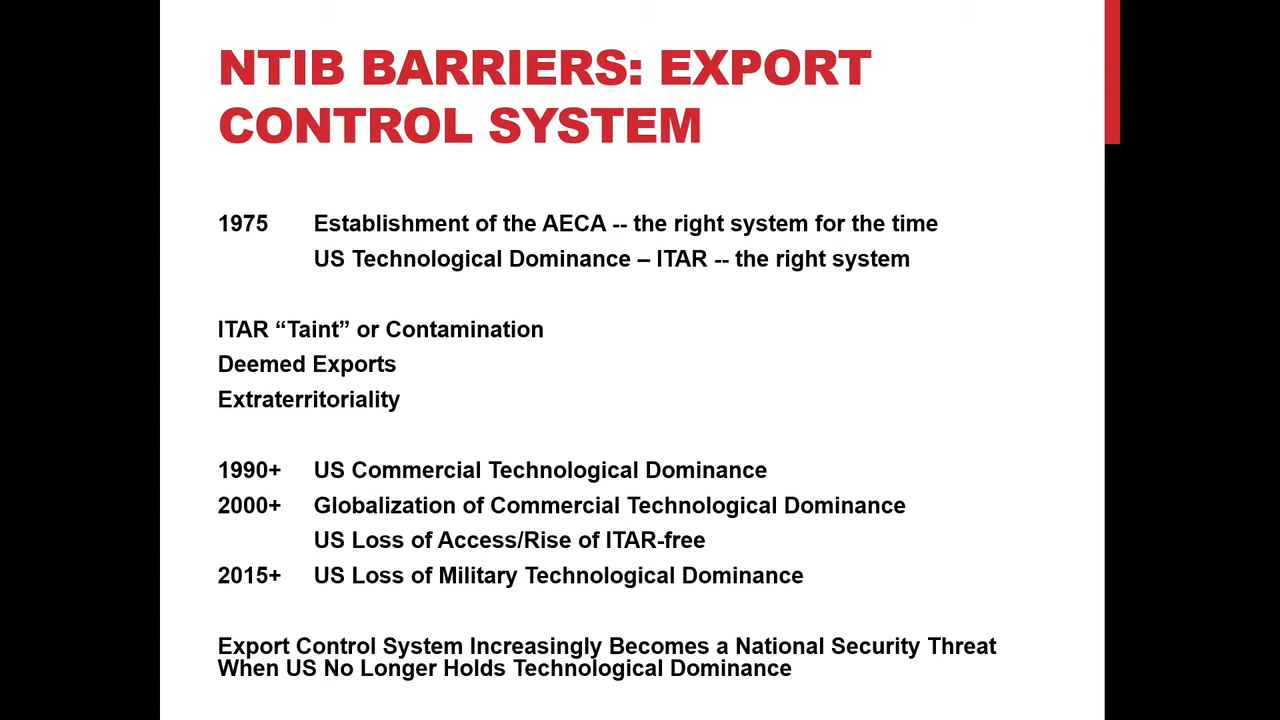 NTIB BARRIERS: EXPORT
CONTROL SYSTEM
1975 Establishment of the AECA -- the right system for the time
US Technological Dominance – ITAR -- the right system
ITAR “Taint” or Contamination
Deemed Exports
Extraterritoriality
1990+ US Commercial Technological Dominance
2000+ Globalization of Commercial Technological Dominance
US Loss of Access/Rise of ITAR-free
2015+ US Loss of Military Technological Dominance
Export Control System Increasingly Becomes a National Security Threat
When US No Longer Holds Technological Dominance